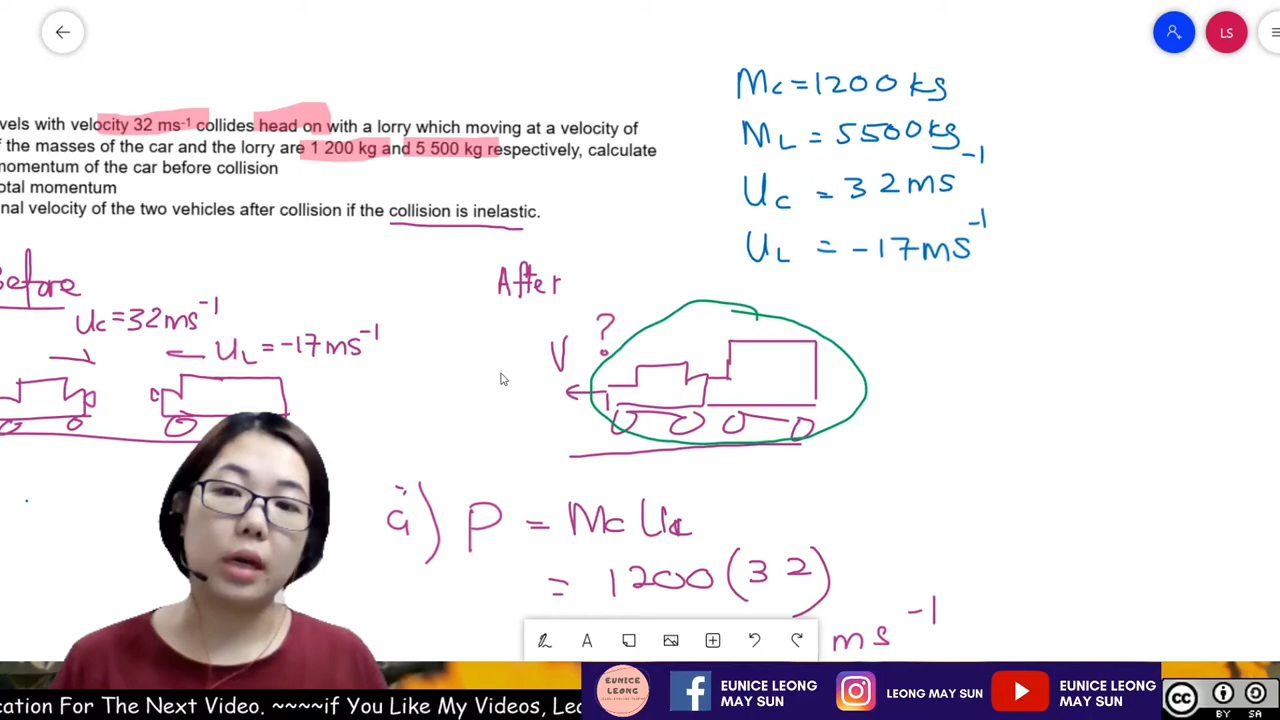 LS
vels with velocity 32 ms⁻¹ collides head on with a lorry which moving at a velocity of
f the masses of the car and the lorry are 1 200 kg and 5 500 kg respectively, calculate
momentum of the car before collision
otal momentum
nal velocity of the two vehicles after collision if the collision is inelastic.
Mc = 1200 kg
ML = 5500 kg
Uc = 32 ms⁻¹
UL = -17 ms⁻¹
Before
Uc = 32 ms⁻¹
UL = -17 ms⁻¹
After
V ?
P = Mc Uc
= 1200 (32)
ms⁻¹
A
EUNICE LEONG
EUNICE LEONG
MAY SUN
LEONG MAY SUN
EUNICE LEONG
MAY SUN
CC
BY SA
cation For The Next Video. ~~~~if You Like My Videos, Lea